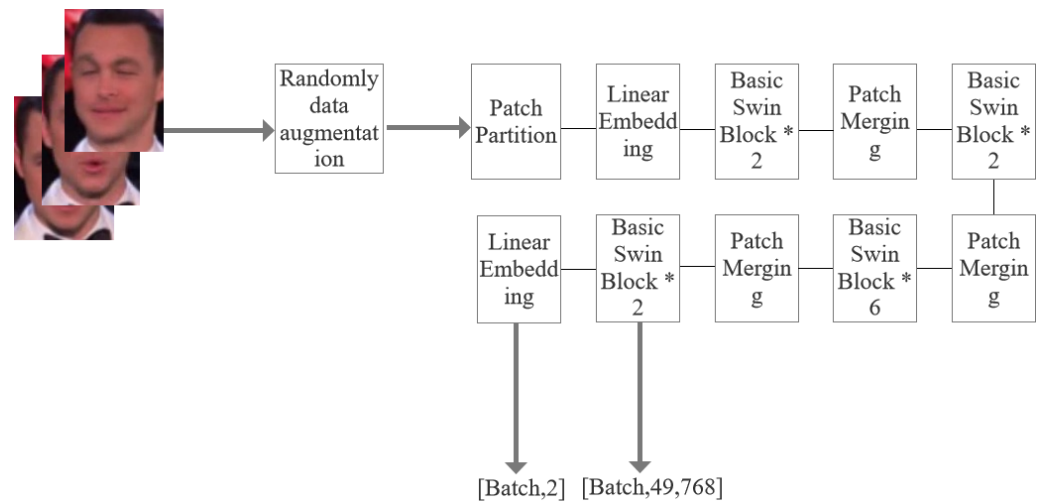 Randomly
data
augmentat
ion
Patch
Partition
Linear
Embedd
ing
Basic
Swin
Block *
2
Patch
Mergin
g
Basic
Swin
Block *
2
Linear
Embedd
ing
Basic
Swin
Block *
2
Patch
Mergin
g
Basic
Swin
Block *
6
Patch
Mergin
g
[Batch,2]
[Batch,49,768]